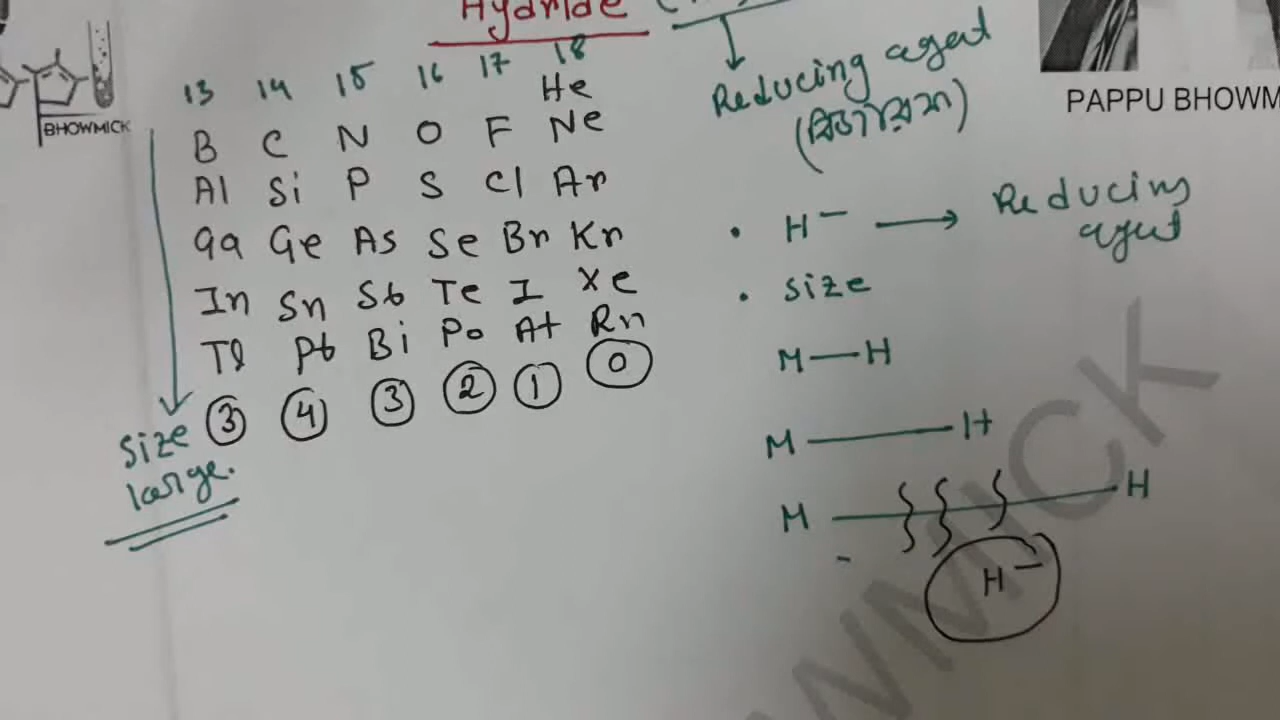 Hydride
13 14 15 16 17 18
He
B C N O F Ne
Al Si P S Cl Ar
Ga Ge As Se Br Kr
In Sn Sb Te I Xe
Tl Pb Bi Po At Rn
3 4 3 2 1 0
Size
large.
Reducing agent
(বিজারক)
• H⁻ → Reducing
agent
• Size
M—H
M—H
M—H
-
H⁻
BHOWMICK
PAPPU BHOWM
WMICK